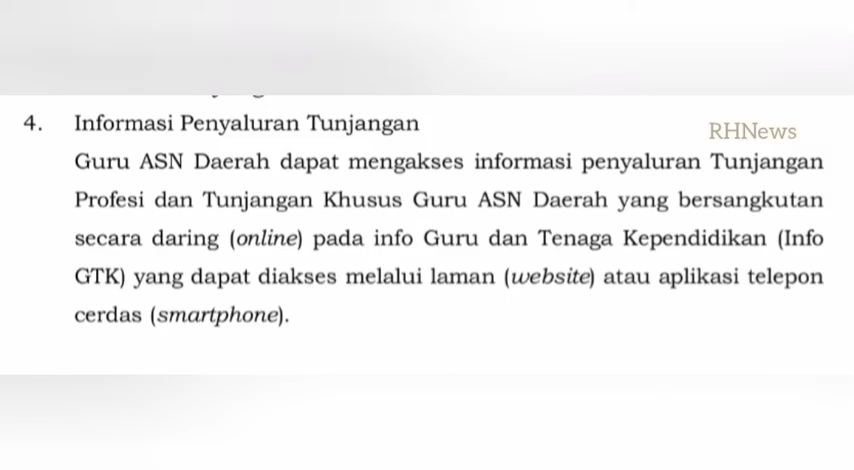 4. Informasi Penyaluran Tunjangan
RHNews
Guru ASN Daerah dapat mengakses informasi penyaluran Tunjangan
Profesi dan Tunjangan Khusus Guru ASN Daerah yang bersangkutan
secara daring (online) pada info Guru dan Tenaga Kependidikan (Info
GTK) yang dapat diakses melalui laman (website) atau aplikasi telepon
cerdas (smartphone).